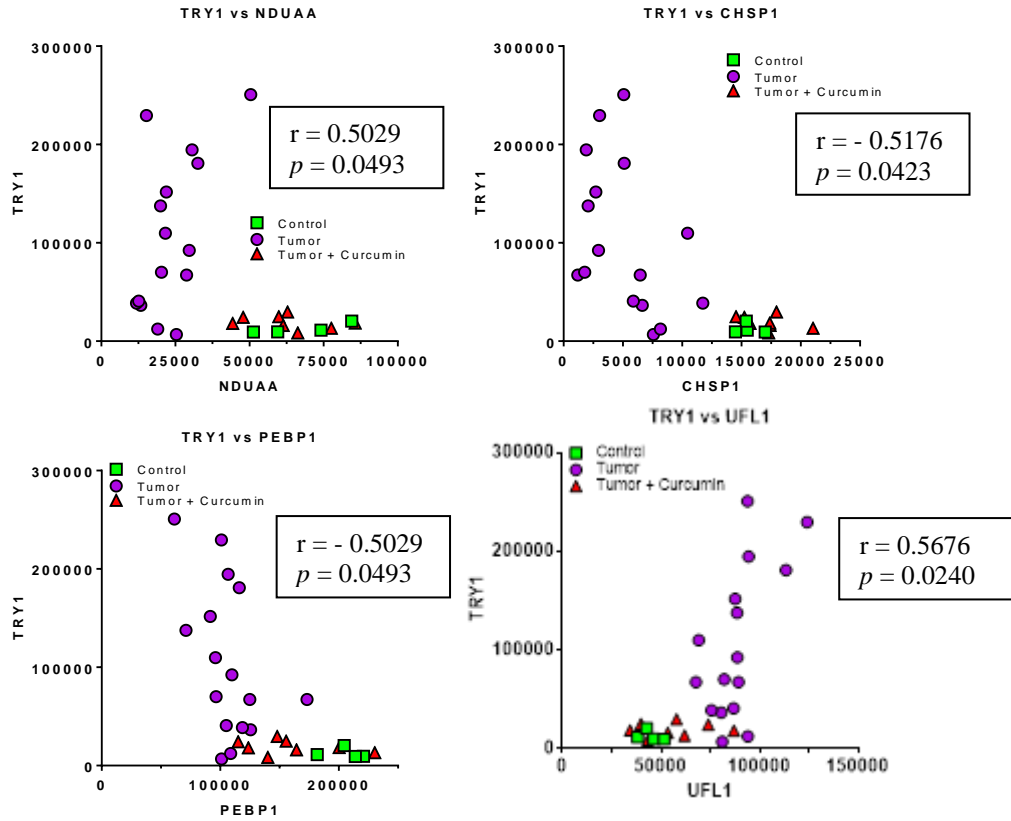 TRY1 vs NDUAA
300000
200000
100000
0
TRY1
r = 0.5029
p = 0.0493
Control
Tumor
Tumor + Curcumin
0 50000 100000
NDUAA
TRY1 vs CHSP1
300000
200000
100000
0
TRY1
Control
Tumor
Tumor + Curcumin
r = - 0.5176
p = 0.0423
0 5000 10000 15000 20000 25000
CHSP1
TRY1 vs PEBP1
300000
200000
100000
0
TRY1
Control
Tumor
Tumor + Curcumin
r = - 0.5029
p = 0.0493
0 100000 200000
PEBP1
TRY1 vs UFL1
300000
200000
100000
0
TRY1
Control
Tumor
Tumor + Curcumin
r = 0.5676
p = 0.0240
0 50000 100000 150000
UFL1